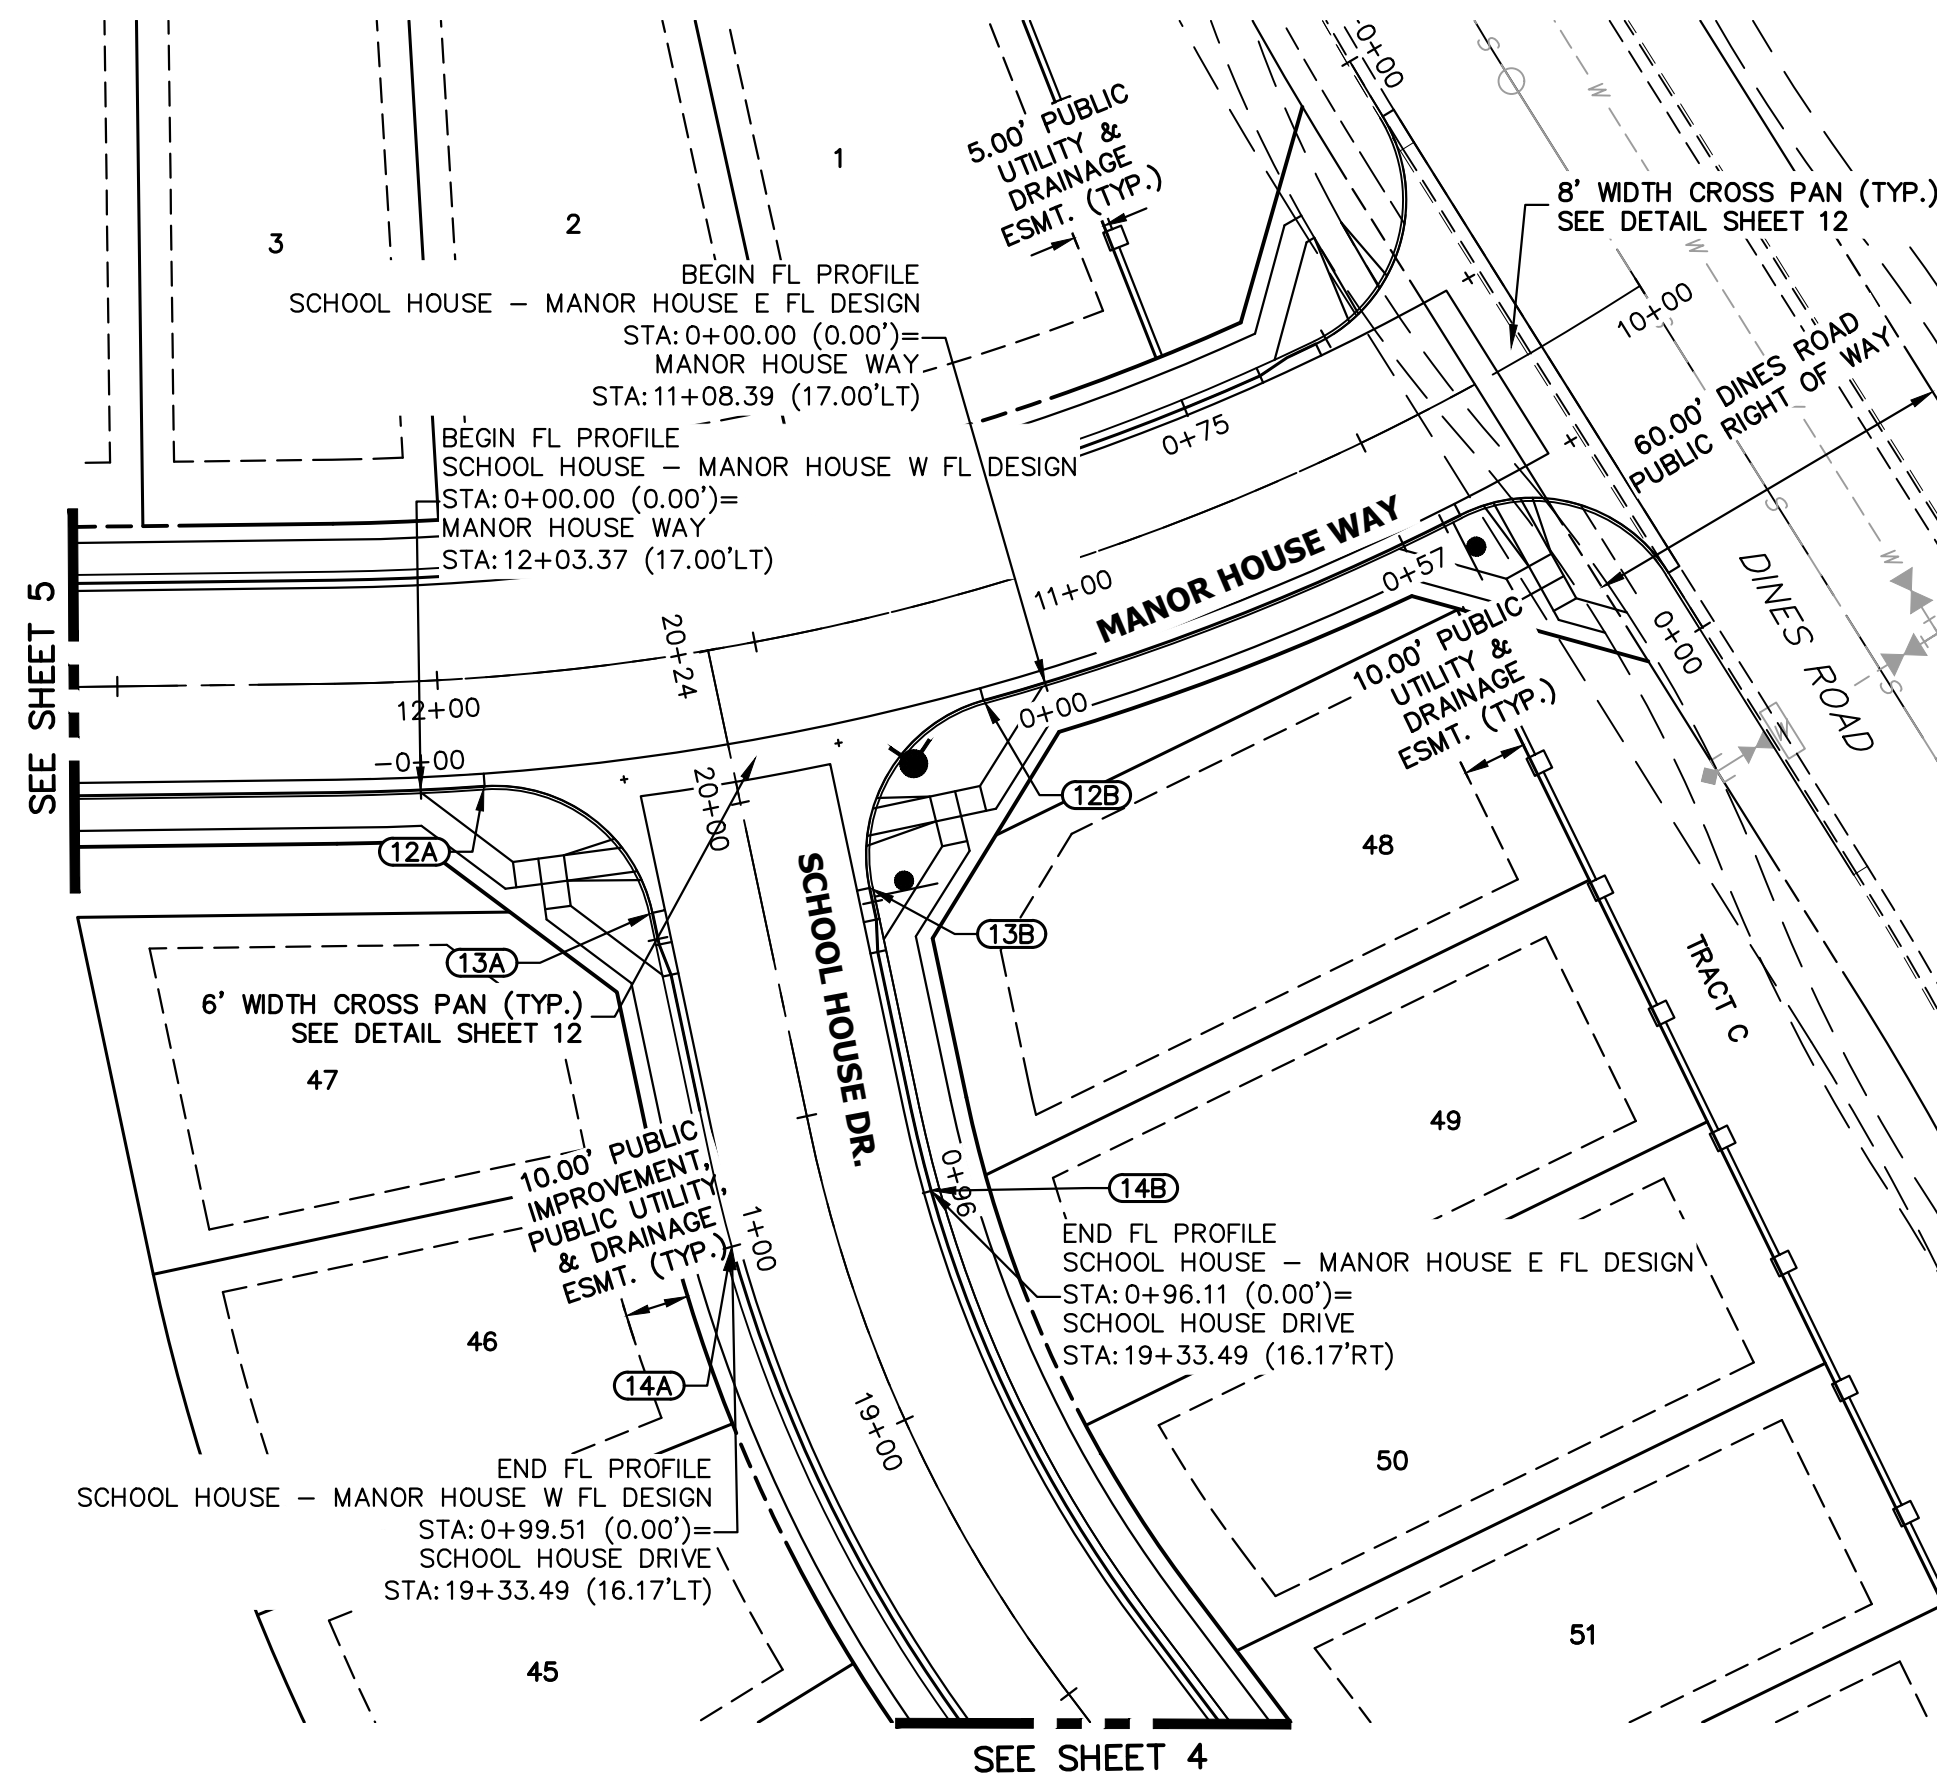 0+00
S
W
5.00' PUBLIC
UTILITY &
DRAINAGE
ESMT. (TYP.)
1
2
3
8' WIDTH CROSS PAN (TYP.)
SEE DETAIL SHEET 12
W
BEGIN FL PROFILE
SCHOOL HOUSE – MANOR HOUSE E FL DESIGN
STA:0+00.00 (0.00')=
MANOR HOUSE WAY
STA:11+08.39 (17.00'LT)
10+00
S
60.00' DINES ROAD
PUBLIC RIGHT OF WAY
BEGIN FL PROFILE
SCHOOL HOUSE – MANOR HOUSE W FL DESIGN
STA:0+00.00 (0.00')=
MANOR HOUSE WAY
STA:12+03.37 (17.00'LT)
0+75
S
W
MANOR HOUSE WAY
11+00
0+57
DINES ROAD
SEE SHEET 5
20+24
0+00
10.00' PUBLIC
UTILITY &
DRAINAGE
ESMT. (TYP.)
S
W
12+00
-0+00
0+00
20+00
12A
12B
48
13A
13B
SCHOOL HOUSE DR.
6' WIDTH CROSS PAN (TYP.)
SEE DETAIL SHEET 12
TRACT C
47
49
10.00' PUBLIC
IMPROVEMENT,
PUBLIC UTILITY,
& DRAINAGE
ESMT. (TYP.)
1+00
0+96
14B
END FL PROFILE
SCHOOL HOUSE – MANOR HOUSE E FL DESIGN
STA:0+96.11 (0.00')=
SCHOOL HOUSE DRIVE
STA:19+33.49 (16.17'RT)
46
14A
19+00
50
END FL PROFILE
SCHOOL HOUSE – MANOR HOUSE W FL DESIGN
STA:0+99.51 (0.00')=
SCHOOL HOUSE DRIVE
STA:19+33.49 (16.17'LT)
45
51
SEE SHEET 4